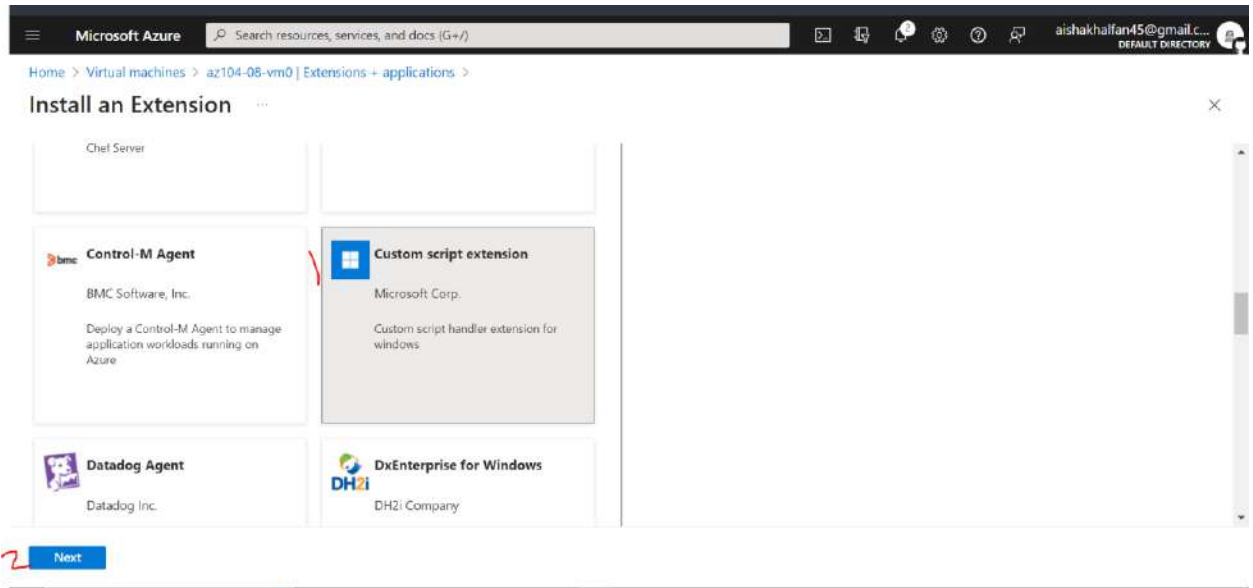 Microsoft Azure
Search resources, services, and docs (G+/)
2
aishakhalfan45@gmail.c...
DEFAULT DIRECTORY
Home > Virtual machines > az104-08-vm0 | Extensions + applications >
Install an Extension ...
Chef Server
bmc Control-M Agent
BMC Software, Inc.
Deploy a Control-M Agent to manage
application workloads running on
Azure
1
Custom script extension
Microsoft Corp.
Custom script handler extension for
windows
Datadog Agent
Datadog Inc.
DH2i
DxEnterprise for Windows
DH2i Company
2 Next